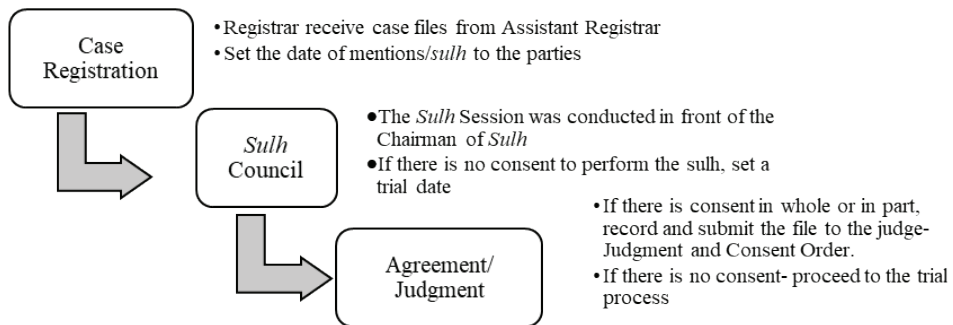 Case
Registration
•Registrar receive case files from Assistant Registrar
•Set the date of mentions/sulh to the parties
Sulh
Council
●The Sulh Session was conducted in front of the
Chairman of Sulh
●If there is no consent to perform the sulh, set a
trial date
Agreement/
Judgment
•If there is consent in whole or in part,
record and submit the file to the judge-
Judgment and Consent Order.
•If there is no consent- proceed to the trial
process